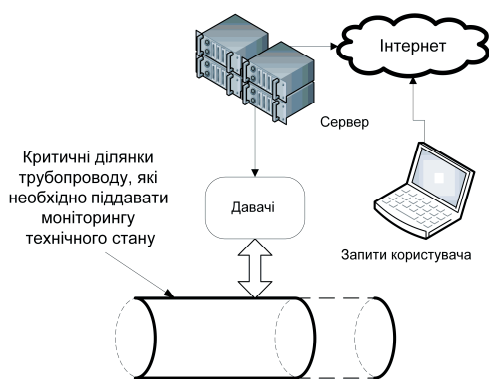 Інтернет
Сервер
Критичні ділянки
трубопроводу, які
необхідно піддавати
моніторингу
технічного стану
Давачі
Запити користувача